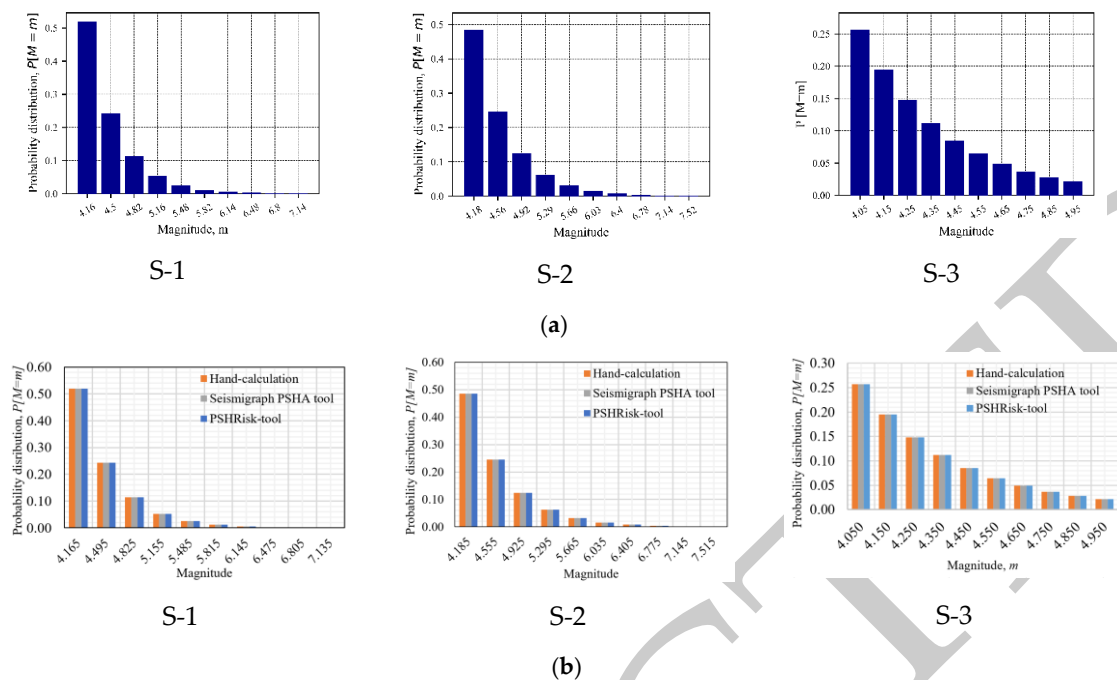 Probability distribution, P[M = m]
0.5
0.4
0.3
0.2
0.1
0.0
4.16 4.5 4.82 5.16 5.48 5.82 6.14 6.48 6.8 7.14
Magnitude, m
S-1
Probability distribution, P[M = m]
0.5
0.4
0.3
0.2
0.1
0.0
4.18 4.56 4.92 5.29 5.66 6.03 6.4 6.78 7.14 7.52
Magnitude
S-2
P [M=m]
0.25
0.20
0.15
0.10
0.05
0.00
4.05 4.15 4.25 4.35 4.45 4.55 4.65 4.75 4.85 4.95
Magnitude
S-3
(a)
Probability disribution, P[M=m]
0.60
0.40
0.30
0.20
0.10
0.00
Hand-calculation
Seismigraph PSHA tool
PSHRisk-tool
4.165 4.495 4.825 5.155 5.485 5.815 6.145 6.475 6.805 7.135
Magnitude
S-1
Probability disribution, P[M=m]
0.60
0.50
0.40
0.30
0.20
0.10
0.00
Hand-calculation
Seismigraph PSHA tool
PSHRisk-tool
4.185 4.555 4.925 5.295 5.665 6.035 6.405 6.775 7.145 7.515
Magnitude
S-2
Probability disribution, P[M=m]
0.30
0.25
0.20
0.15
0.10
0.05
0.00
Hand-calculation
Seismigraph PSHA tool
PSHRisk-tool
4.050 4.150 4.250 4.350 4.450 4.550 4.650 4.750 4.850 4.950
Magnitude, m
S-3
(b)